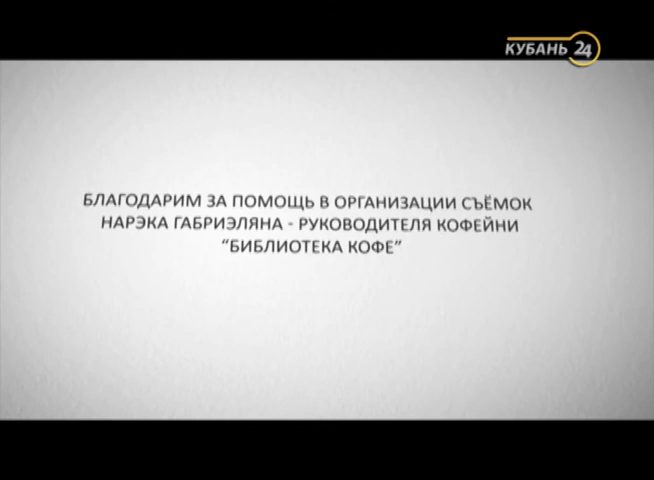 КУБАНЬ 24
БЛАГОДАРИМ ЗА ПОМОЩЬ В ОРГАНИЗАЦИИ СЪЁМОК
НАРЭКА ГАБРИЭЛЯНА - РУКОВОДИТЕЛЯ КОФЕЙНИ
“БИБЛИОТЕКА КОФЕ”